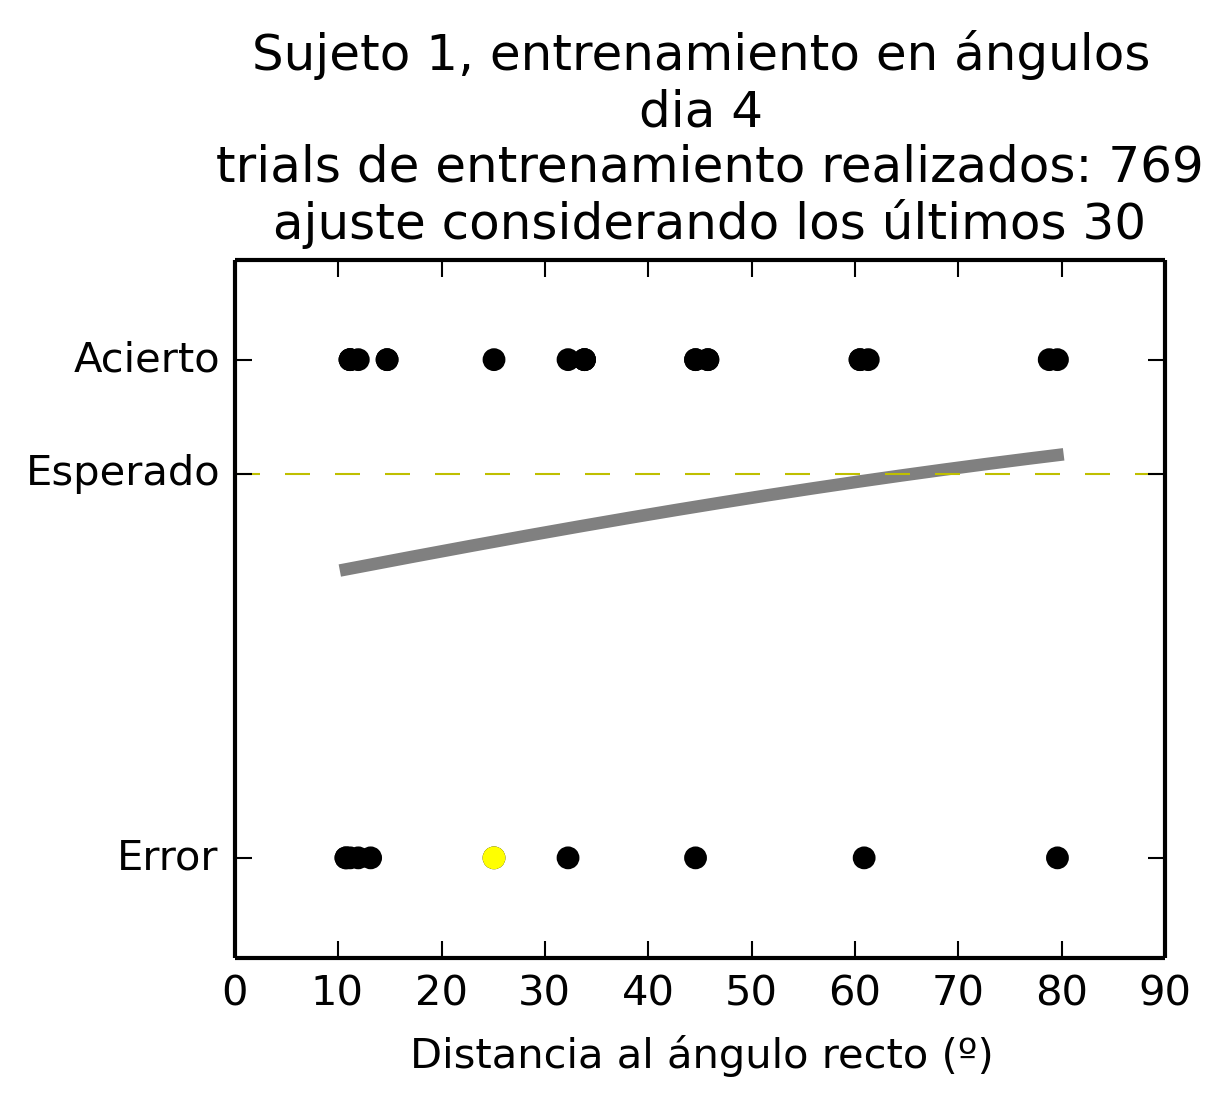 Sujeto 1, entrenamiento en ángulos
dia 4
trials de entrenamiento realizados: 769
ajuste considerando los últimos 30
Acierto
Esperado
Error
0 10 20 30 40 50 60 70 80 90
Distancia al ángulo recto (º)